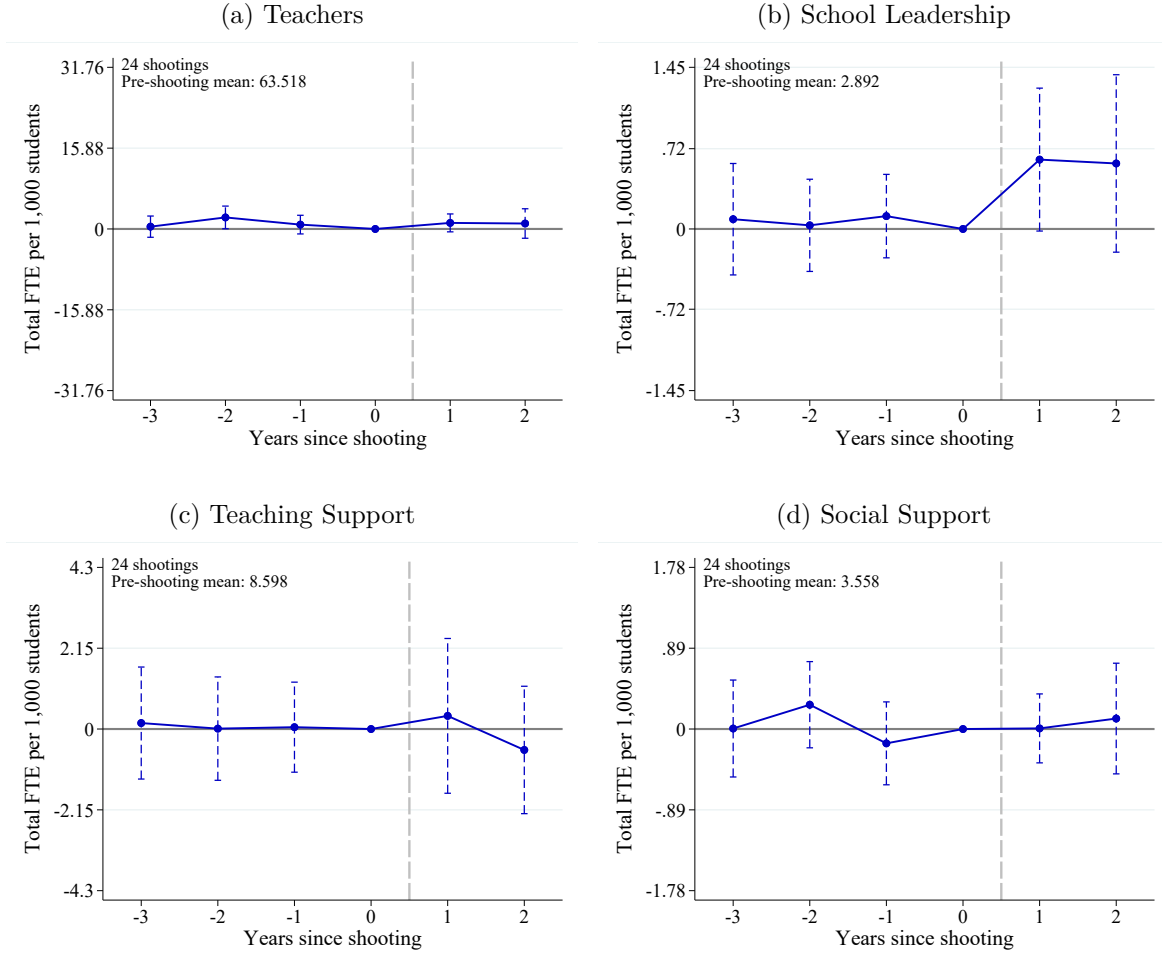 (a) Teachers
24 shootings
Pre-shooting mean: 63.518
Total FTE per 1,000 students
31.76
15.88
0
-15.88
-31.76
-3 -2 -1 0 1 2
Years since shooting
(b) School Leadership
24 shootings
Pre-shooting mean: 2.892
Total FTE per 1,000 students
1.45
.72
0
-.72
-1.45
-3 -2 -1 0 1 2
Years since shooting
(c) Teaching Support
24 shootings
Pre-shooting mean: 8.598
Total FTE per 1,000 students
4.3
2.15
0
-2.15
-4.3
-3 -2 -1 0 1 2
Years since shooting
(d) Social Support
24 shootings
Pre-shooting mean: 3.558
Total FTE per 1,000 students
1.78
.89
0
-.89
-1.78
-3 -2 -1 0 1 2
Years since shooting